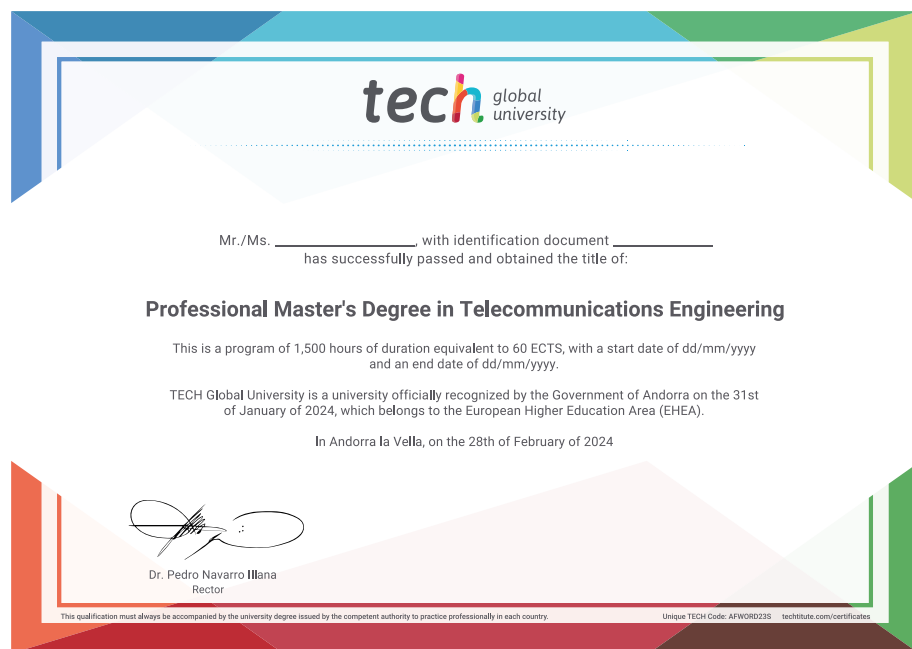 tech global
university
Mr./Ms. ____________________, with identification document ______________
has successfully passed and obtained the title of:
Professional Master's Degree in Telecommunications Engineering
This is a program of 1,500 hours of duration equivalent to 60 ECTS, with a start date of dd/mm/yyyy
and an end date of dd/mm/yyyy.
TECH Global University is a university officially recognized by the Government of Andorra on the 31st
of January of 2024, which belongs to the European Higher Education Area (EHEA).
In Andorra la Vella, on the 28th of February of 2024
Dr. Pedro Navarro Illana
Rector
This qualification must always be accompanied by the university degree issued by the competent authority to practice professionally in each country. Unique TECH Code: AFWORD23S techtitute.com/certificates